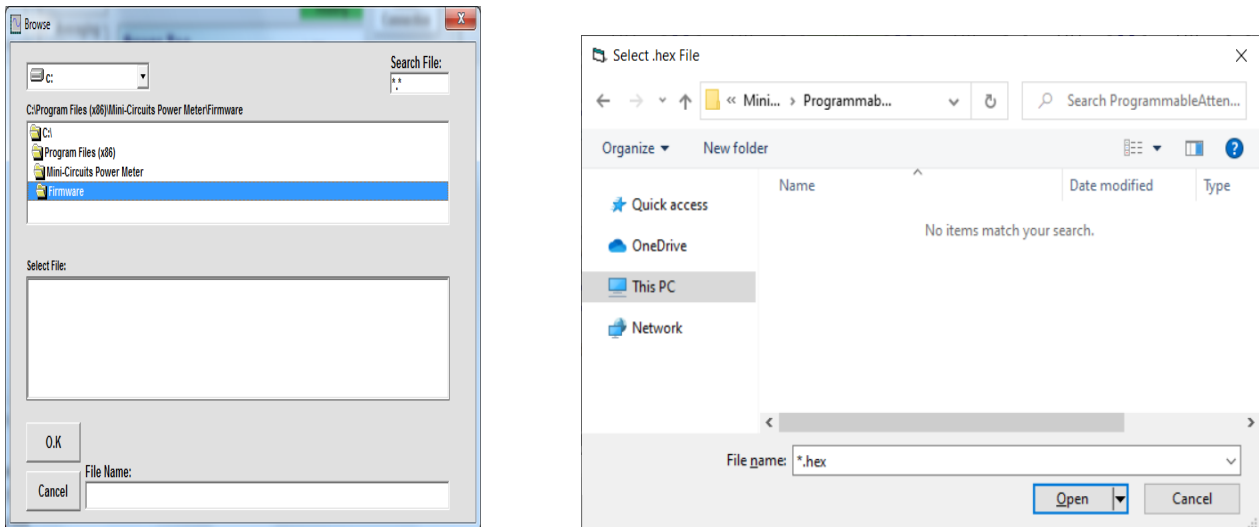 Browse
c:
Search File:
*.*
C:\Program Files (x86)\Mini-Circuits Power Meter\Firmware
C:\
Program Files (x86)
Mini-Circuits Power Meter
Firmware
Select File:
O.K
File Name:
Cancel
Select .hex File
« Mini... › Programmab...
Search ProgrammableAtten...
Organize
New folder
Name
Date modified
Type
Quick access
No items match your search.
OneDrive
This PC
Network
File name: *.hex
Open
Cancel